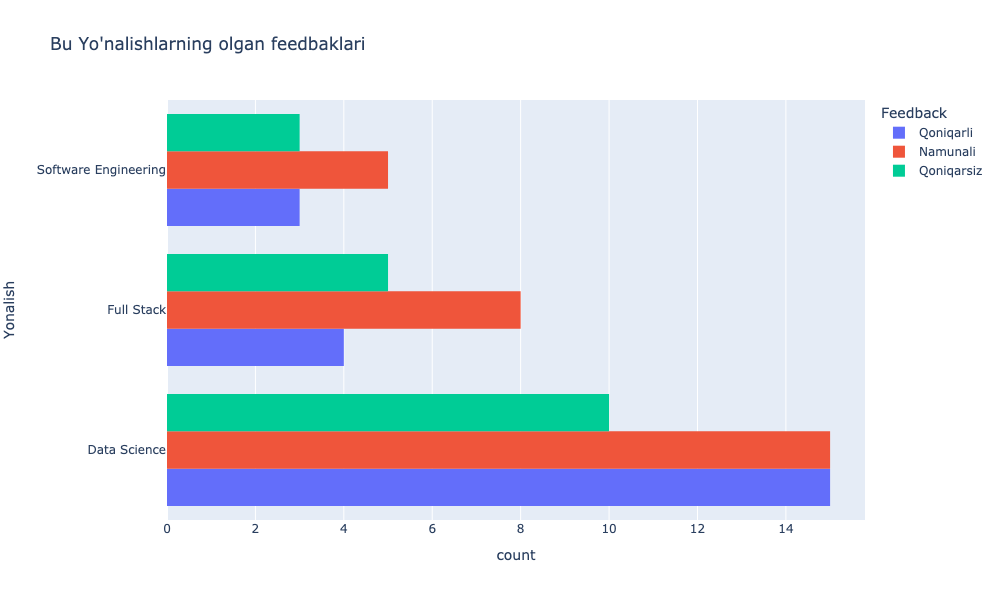 Bu Yo'nalishlarning olgan feedbaklari
Feedback
Qoniqarli
Namunali
Qoniqarsiz
Yonalish
Software Engineering
Full Stack
Data Science
0 2 4 6 8 10 12 14
count